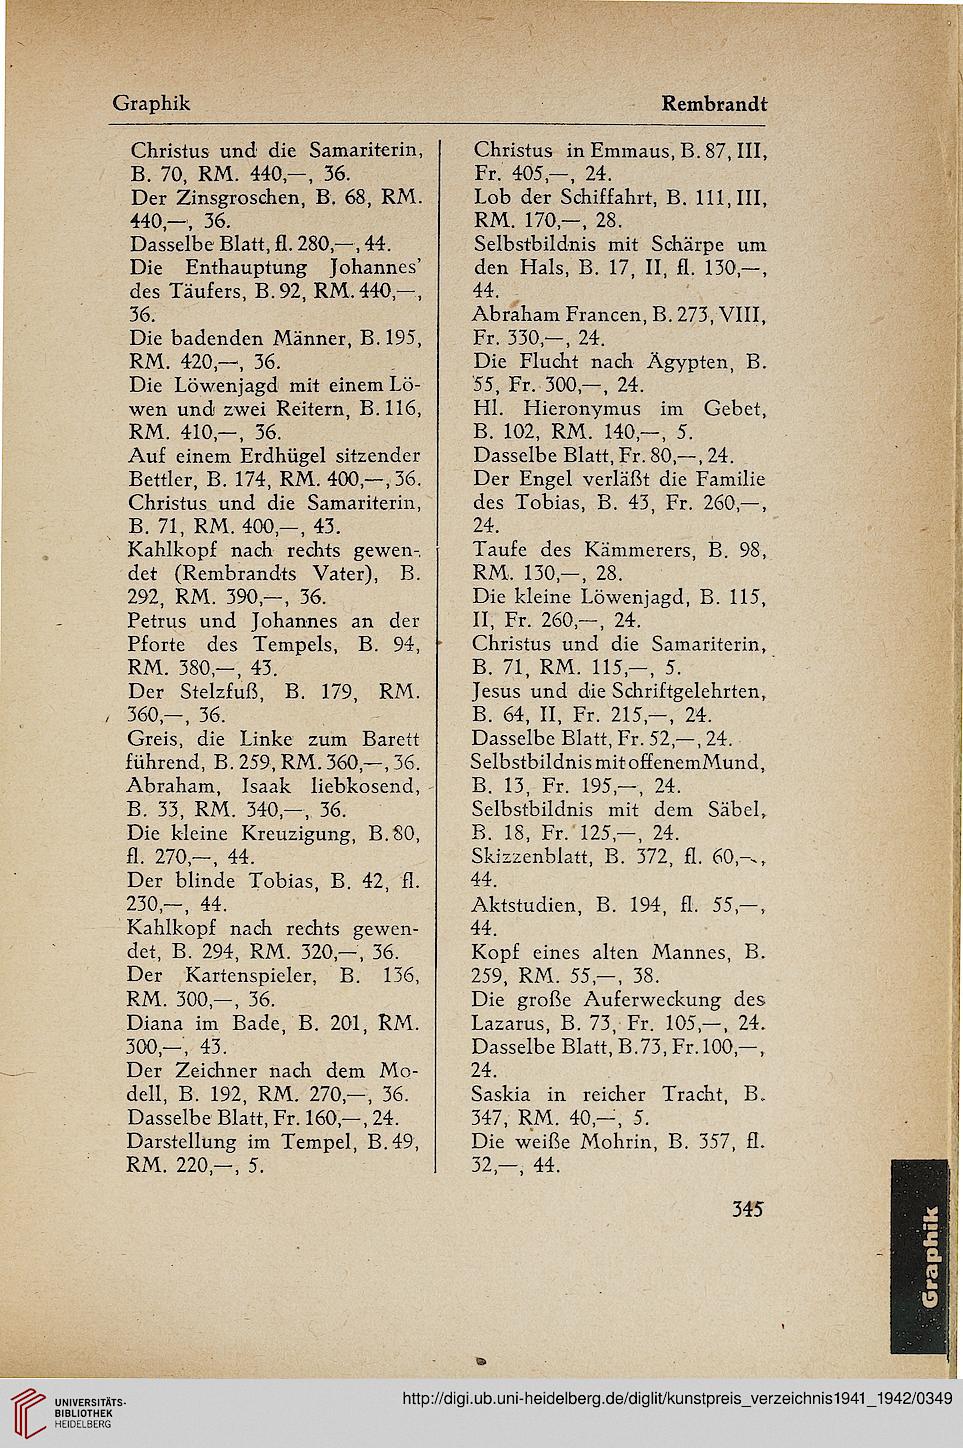 Graphik
Rembrandt
Christus und die Samariterin,
B. 70, RM. 440,—, 36.
Der Zinsgroschen, B. 68, RM.
440,—, 36.
Dasselbe Blatt, fl. 280,—, 44.
Die Enthauptung Johannes'
des Täufers, B. 92, RM. 440,—,
36.
Die badenden Männer, B. 195,
RM. 420,—, 36.
Die Löwenjagd mit einem Lö-
wen und zwei Reitern, B. 116,
RM. 410,—, 36.
Auf einem Erdhügel sitzender
Bettler, B. 174, RM. 400,—, 36.
Christus und die Samariterin,
B. 71, RM. 400,—, 43.
Kahlkopf nach rechts gewen-
det (Rembrandts Vater), B.
292, RM. 390,—, 36.
Petrus und Johannes an der
Pforte des Tempels, B. 94,
RM. 380,—, 43.
Der Stelzfuß, B. 179, RM.
360,—, 36.
Greis, die Linke zum Barett
führend, B. 259, RM. 360,—, 36.
Abraham, Isaak liebkosend,
B. 33, RM. 340,—, 36.
Die kleine Kreuzigung, B. 80,
fl. 270,—, 44.
Der blinde Tobias, B. 42, fl.
230,—, 44.
Kahlkopf nach rechts gewen-
det, B. 294, RM. 320,—, 36.
Der Kartenspieler, B. 136,
RM. 300,—, 36.
Diana im Bade, B. 201, RM.
300,—, 43.
Der Zeichner nach dem Mo-
dell, B. 192, RM. 270,—, 36.
Dasselbe Blatt, Fr. 160,—, 24.
Darstellung im Tempel, B. 49,
RM. 220,—, 5.
Christus in Emmaus, B. 87, III,
Fr. 405,—, 24.
Lob der Schiffahrt, B. 111, III,
RM. 170,—, 28.
Selbstbildnis mit Schärpe um
den Hals, B. 17, II, fl. 130,—,
44.
Abraham Francen, B. 273, VIII,
Fr. 330,—, 24.
Die Flucht nach Ägypten, B.
55, Fr. 300,—, 24.
Hl. Hieronymus im Gebet,
B. 102, RM. 140,—, 5.
Dasselbe Blatt, Fr. 80,—, 24.
Der Engel verläßt die Familie
des Tobias, B. 43, Fr. 260,—,
24.
Taufe des Kämmerers, B. 98,
RM. 130,—, 28.
Die kleine Löwenjagd, B. 115,
II, Fr. 260,—, 24.
Christus und die Samariterin,
B. 71, RM. 115,—, 5.
Jesus und die Schriftgelehrten,
B. 64, II, Fr. 215,—, 24.
Dasselbe Blatt, Fr. 52,—, 24.
Selbstbildnis mit offenem Mund,
B. 13, Fr. 195,—, 24.
Selbstbildnis mit dem Säbel,
B. 18, Fr. 125,—, 24.
Skizzenblatt, B. 372, fl. 60,—,
44.
Aktstudien, B. 194, fl. 55,—,
44.
Kopf eines alten Mannes, B.
259, RM. 55,—, 38.
Die große Auferweckung des
Lazarus, B. 73, Fr. 105,—, 24.
Dasselbe Blatt, B. 73, Fr. 100,—,
24.
Saskia in reicher Tracht, B.
347, RM. 40,—, 5.
Die weiße Mohrin, B. 357, fl.
32,—, 44.
345
Graphik
UNIVERSITÄTS-
BIBLIOTHEK
HEIDELBERG
http://digi.ub.uni-heidelberg.de/diglit/kunstpreis_verzeichnis1941_1942/0349